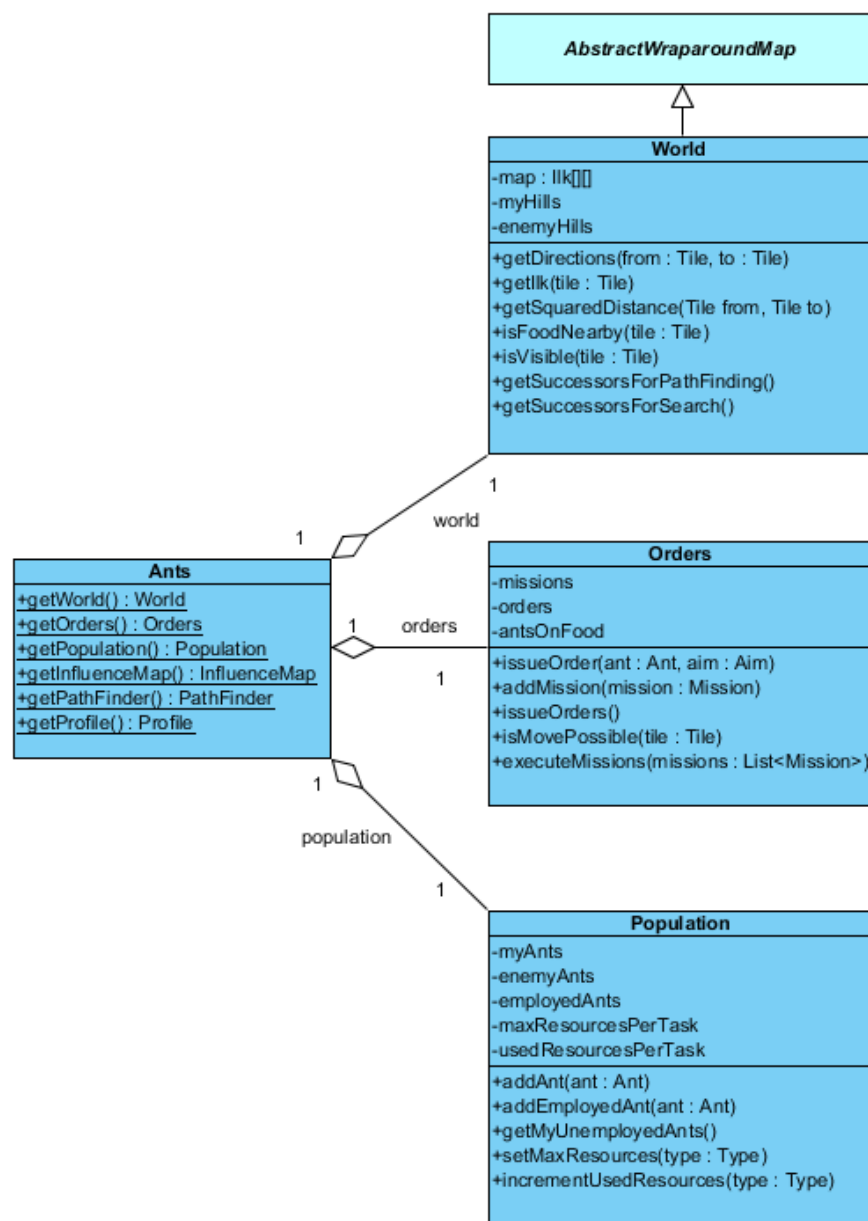 AbstractWraparoundMap
World
-map : Ilk[][]
-myHills
-enemyHills
+getDirections(from : Tile, to : Tile)
+getIlk(tile : Tile)
+getSquaredDistance(Tile from, Tile to)
+isFoodNearby(tile : Tile)
+isVisible(tile : Tile)
+getSuccessorsForPathFinding()
+getSuccessorsForSearch()
1
world
1
Ants
+getWorld() : World
+getOrders() : Orders
+getPopulation() : Population
+getInfluenceMap() : InfluenceMap
+getPathFinder() : PathFinder
+getProfile() : Profile
1
orders
1
Orders
-missions
-orders
-antsOnFood
+issueOrder(ant : Ant, aim : Aim)
+addMission(mission : Mission)
+issueOrders()
+isMovePossible(tile : Tile)
+executeMissions(missions : List<Mission>)
1
population
1
Population
-myAnts
-enemyAnts
-employedAnts
-maxResourcesPerTask
-usedResourcesPerTask
+addAnt(ant : Ant)
+addEmployedAnt(ant : Ant)
+getMyUnemployedAnts()
+setMaxResources(type : Type)
+incrementUsedResources(type : Type)